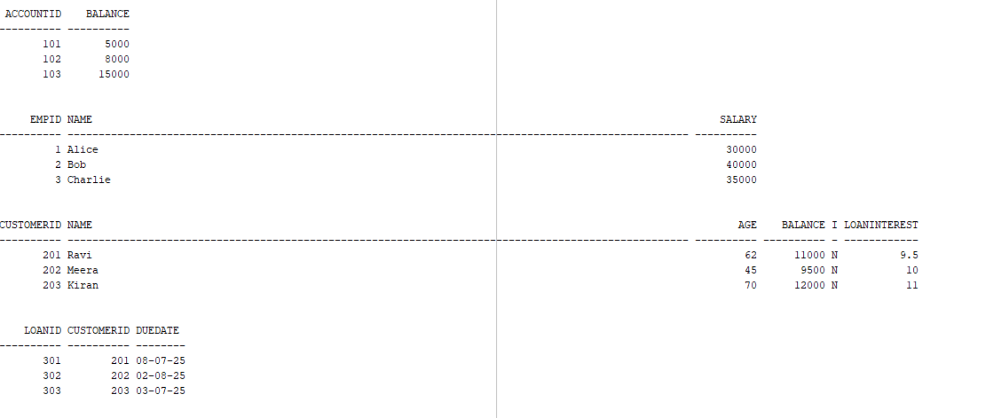 ACCOUNTID BALANCE
---------- ----------
101 5000
102 8000
103 15000
EMPID NAME SALARY
---------- ---------------------------------------------------------------------------------------------------- ----------
1 Alice 30000
2 Bob 40000
3 Charlie 35000
CUSTOMERID NAME AGE BALANCE I LOANINTEREST
---------- ---------------------------------------------------------------------------------------------------- ---------- ---------- - ------------
201 Ravi 62 11000 N 9.5
202 Meera 45 9500 N 10
203 Kiran 70 12000 N 11
LOANID CUSTOMERID DUEDATE
---------- ---------- --------
301 201 08-07-25
302 202 02-08-25
303 203 03-07-25